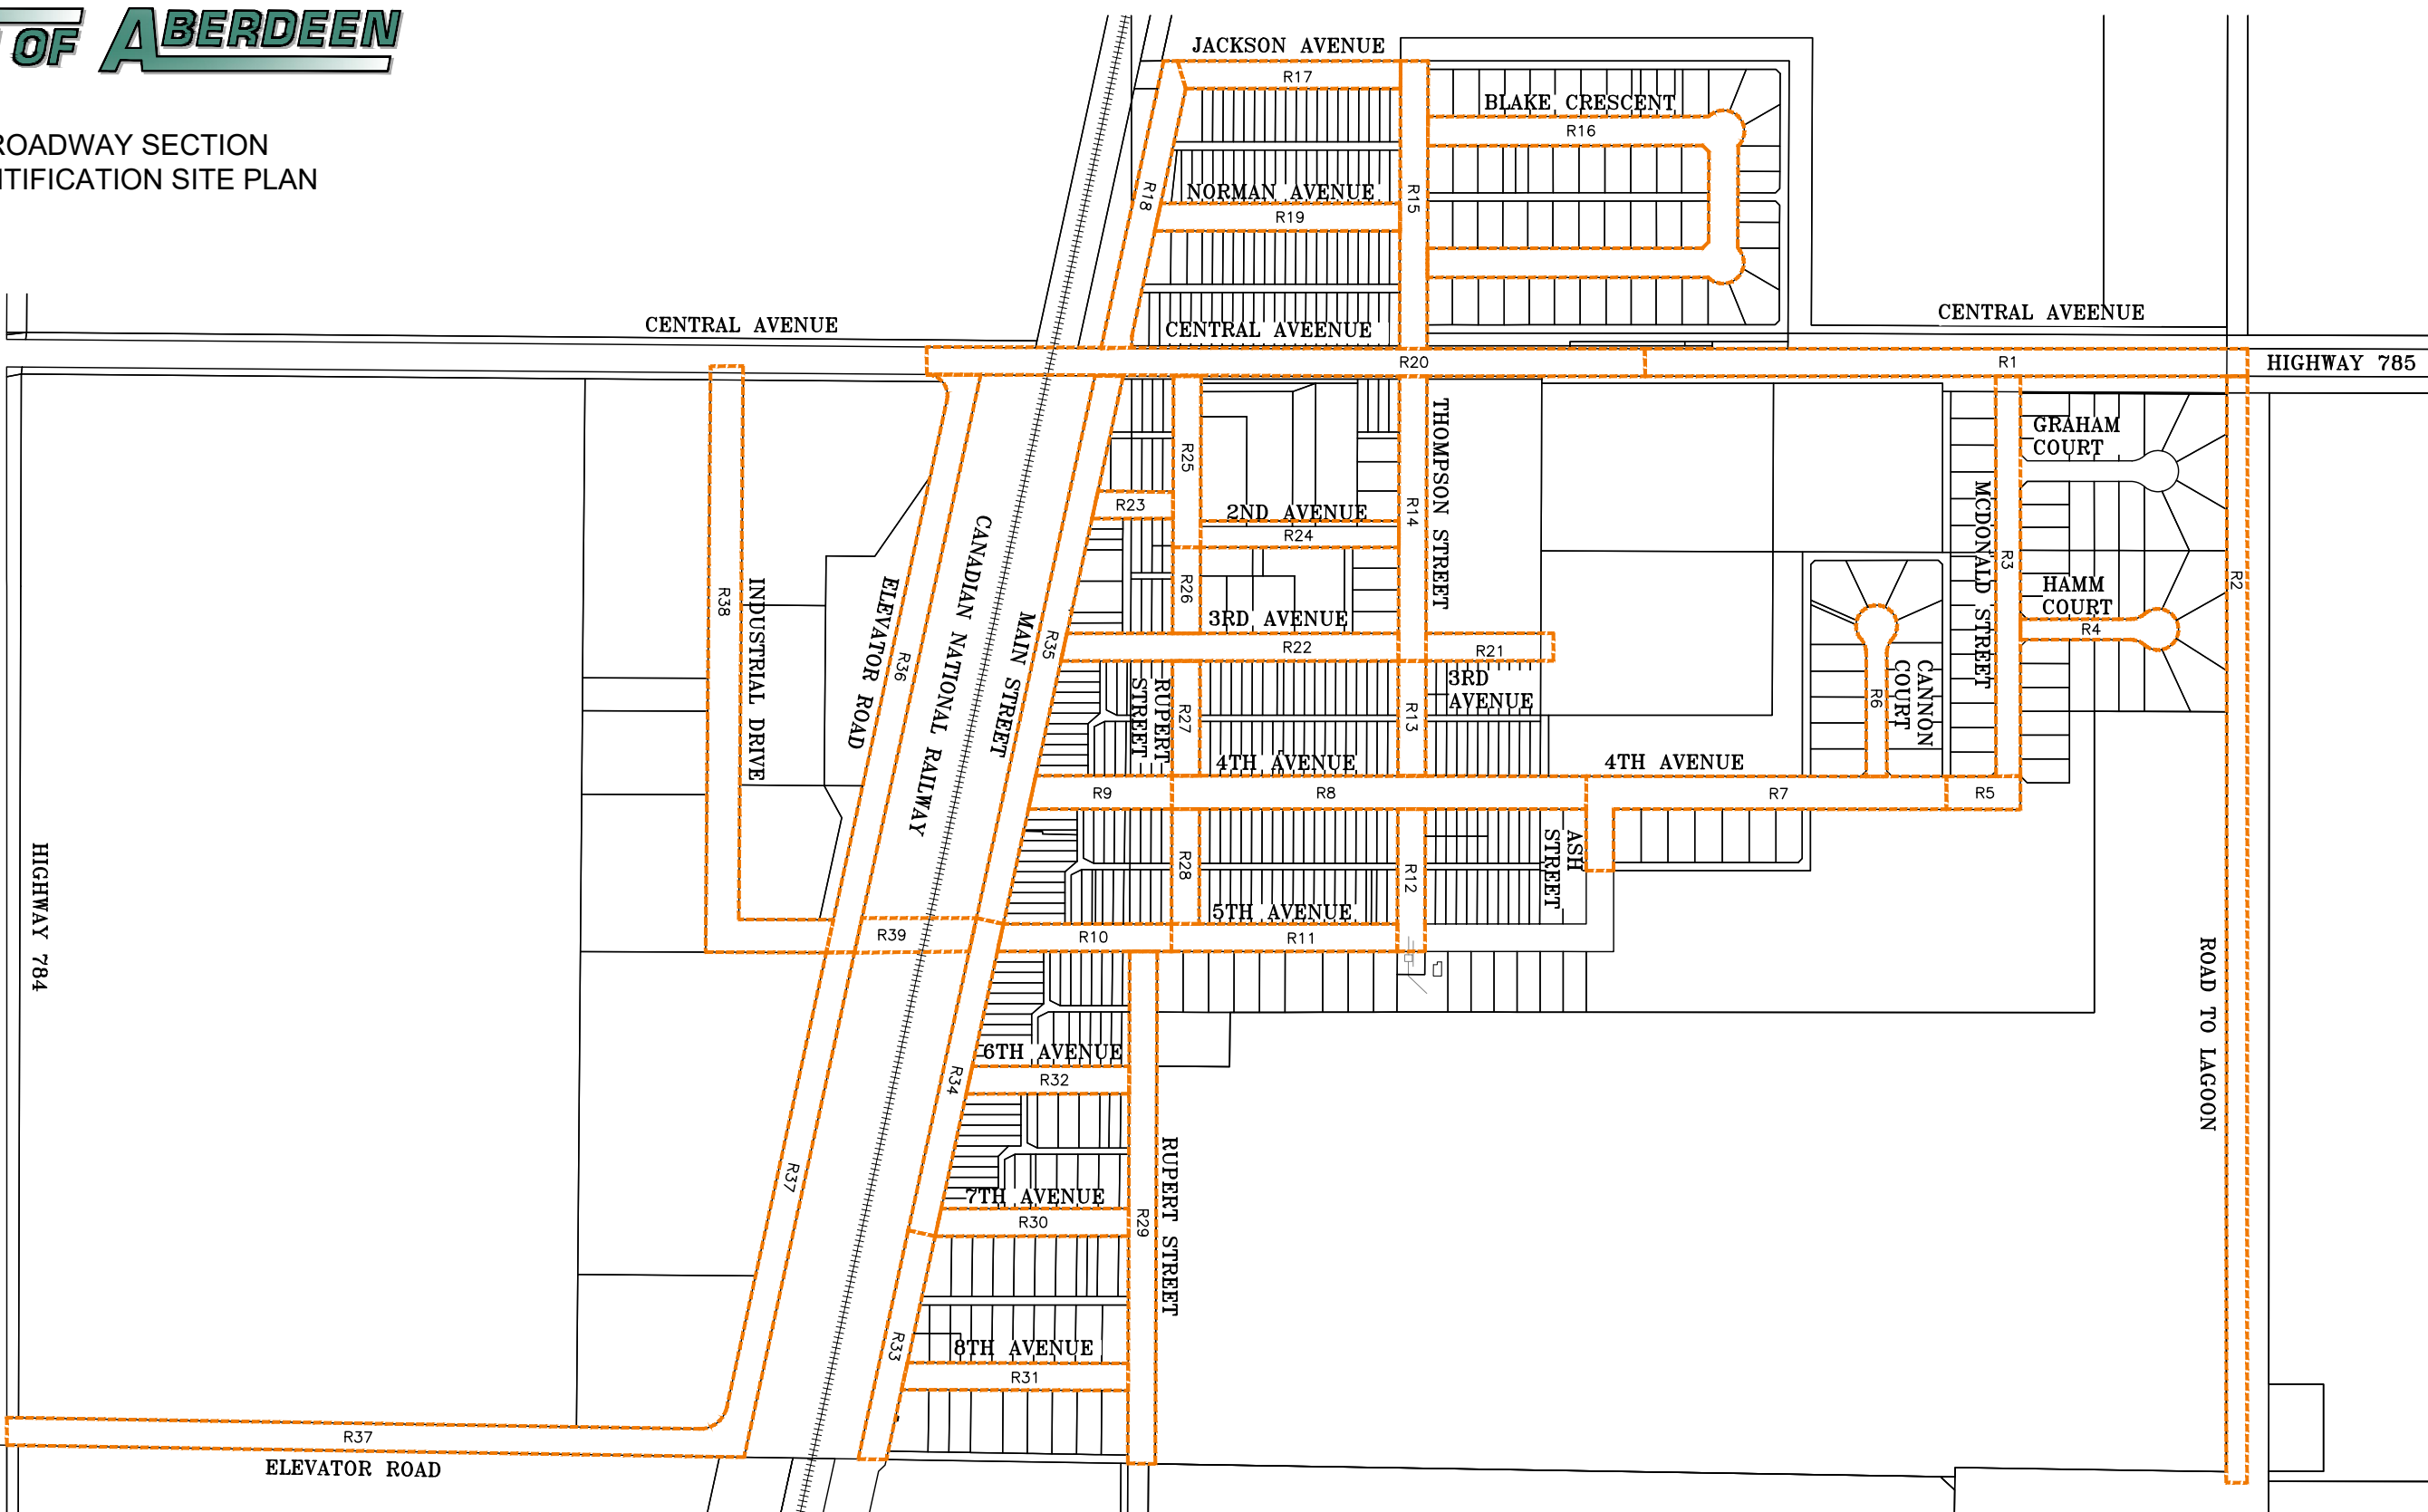 OF ABERDEEN
ROADWAY SECTION
NTIFICATION SITE PLAN
JACKSON AVENUE
R17
BLAKE CRESCENT
R16
R18
NORMAN AVENUE
R19
R15
CENTRAL AVENUE
CENTRAL AVEENUE
CENTRAL AVEENUE
R20
R1
HIGHWAY 785
THOMPSON STREET
GRAHAM
COURT
R25
R23
2ND AVENUE
R24
R14
MCDONALD STREET
R3
R2
CANADIAN NATIONAL RAILWAY
ELEVATOR ROAD
R36
INDUSTRIAL DRIVE
R38
MAIN STREET
R35
R26
3RD AVENUE
R22
R21
HAMM
COURT
R4
3RD
AVENUE
RUPERT
STREET
R27
R13
CANNON
COURT
R6
4TH AVENUE
4TH AVENUE
R9
R8
R7
R5
ASH
STREET
R28
R12
HIGHWAY 784
5TH AVENUE
R39
R10
R11
ROAD TO LAGOON
6TH AVENUE
R32
R34
R37
RUPERT STREET
7TH AVENUE
R30
R29
R33
8TH AVENUE
R31
R37
ELEVATOR ROAD